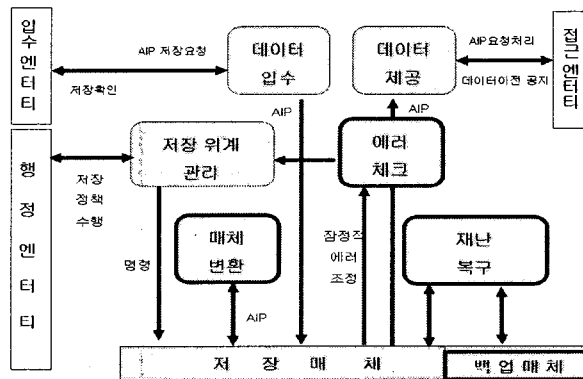 입수엔터티
AIP 저장요청
저장확인
데이터
입수
데이터
제공
AIP요청처리
데이터이전 공지
접근엔터티
AIP
AIP
행정엔터티
저장
정책
수행
저장 위계
관리
에러
체크
명령
매체
변환
AIP
잠정적
에러
조정
재난
복구
저장매체
백업매체